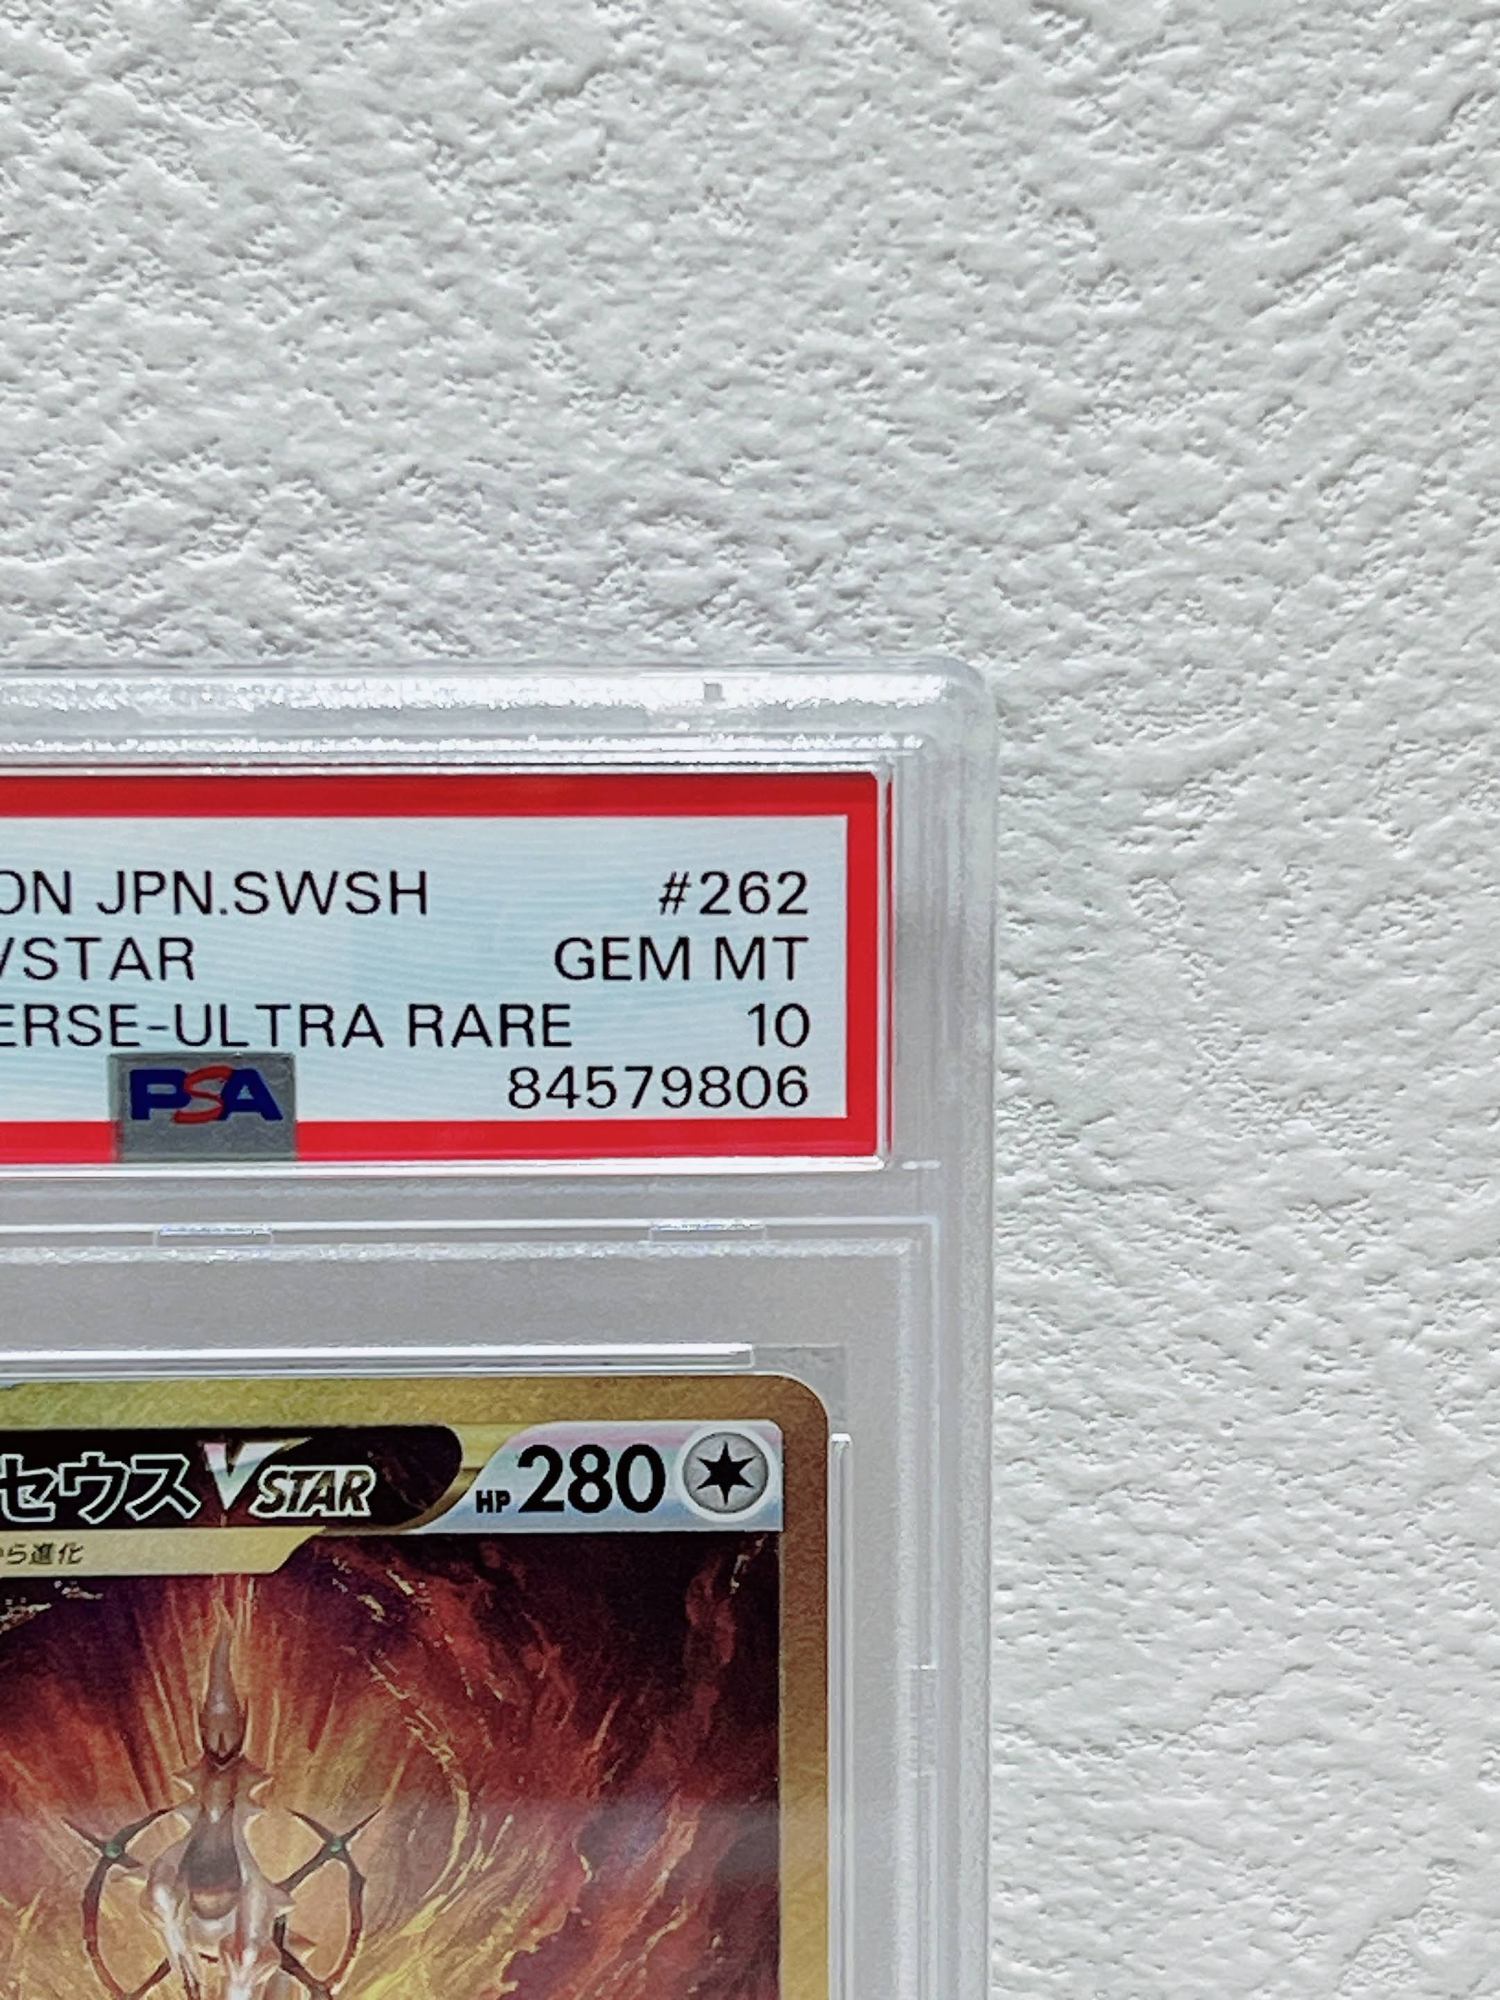 ON JPN.SWSH #262
VSTAR GEM MT
ERSE-ULTRA RARE 10
PSA 84579806
セウス VSTAR HP 280
から進化